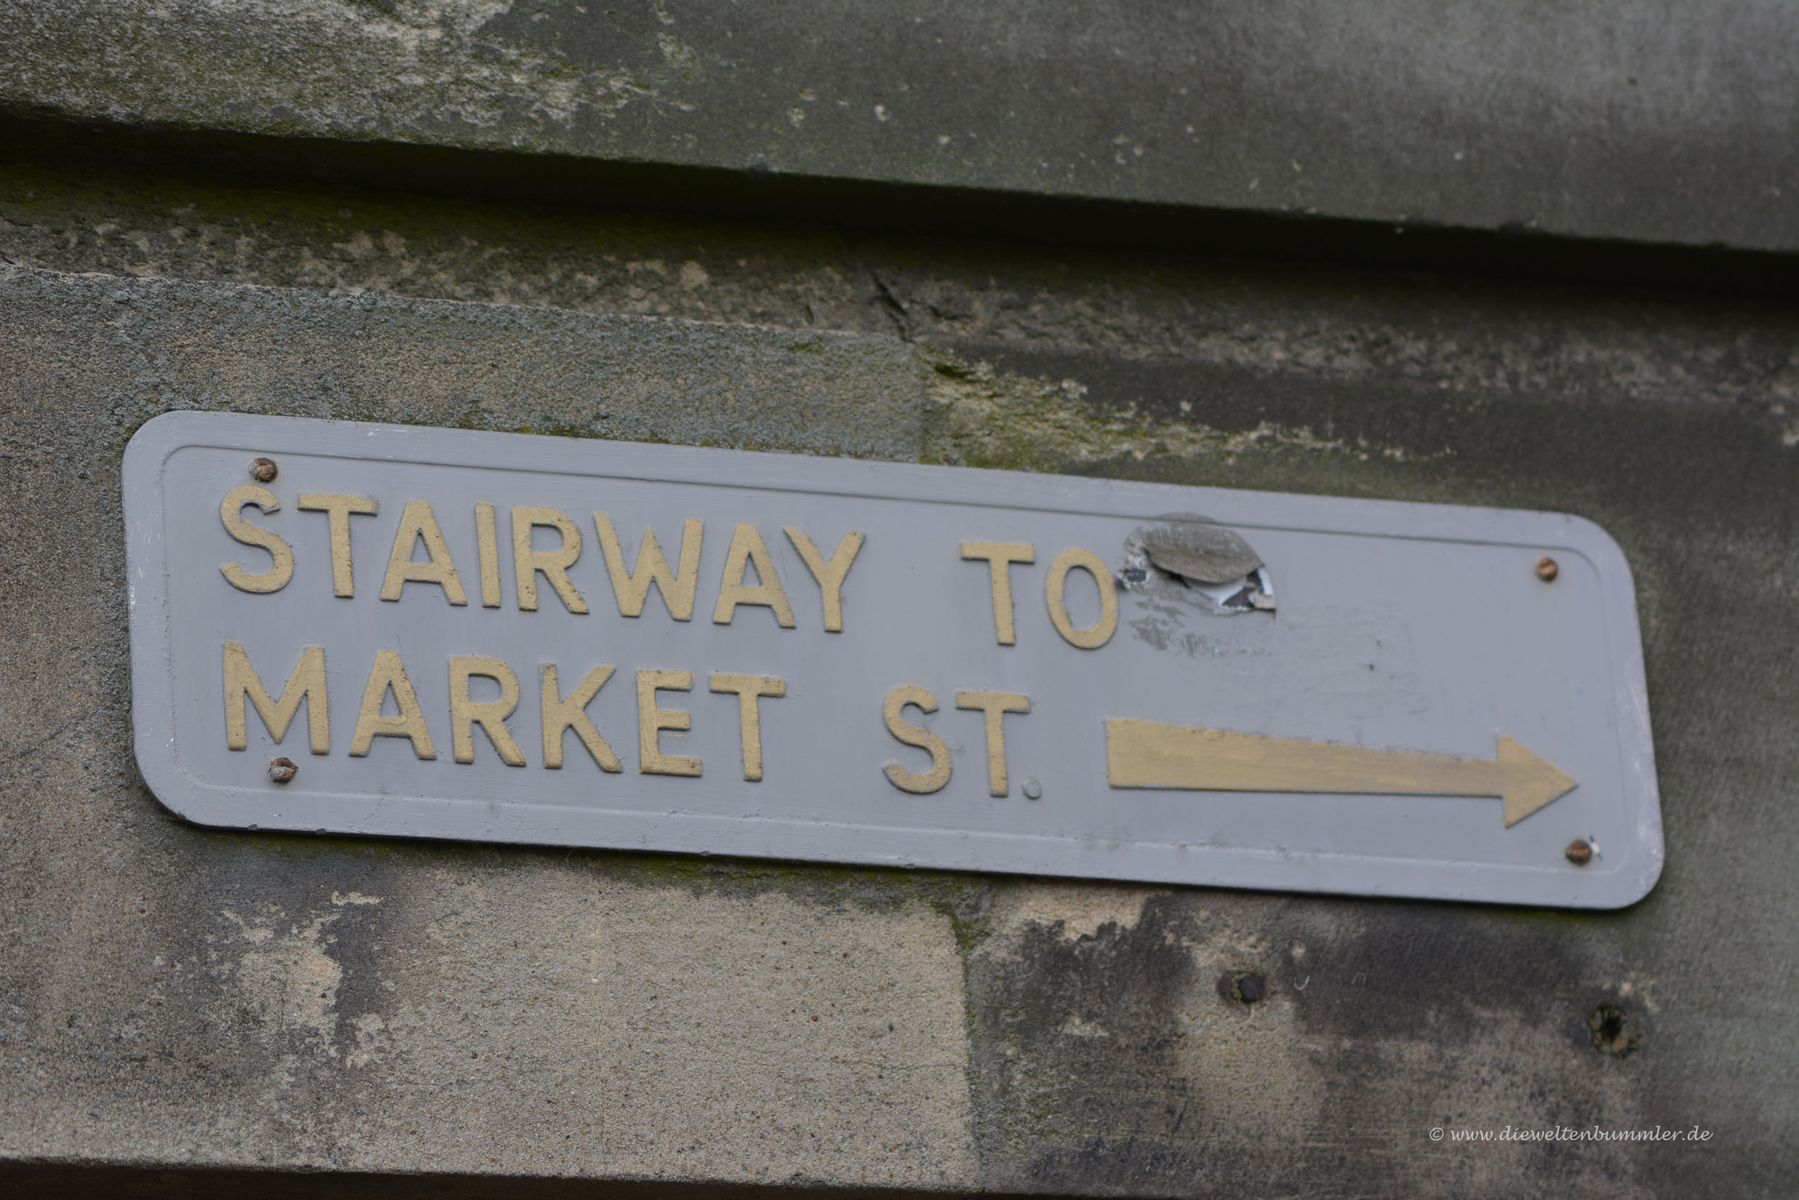 STAIRWAY TO
MARKET ST.
© www.dieweltenbummler.de